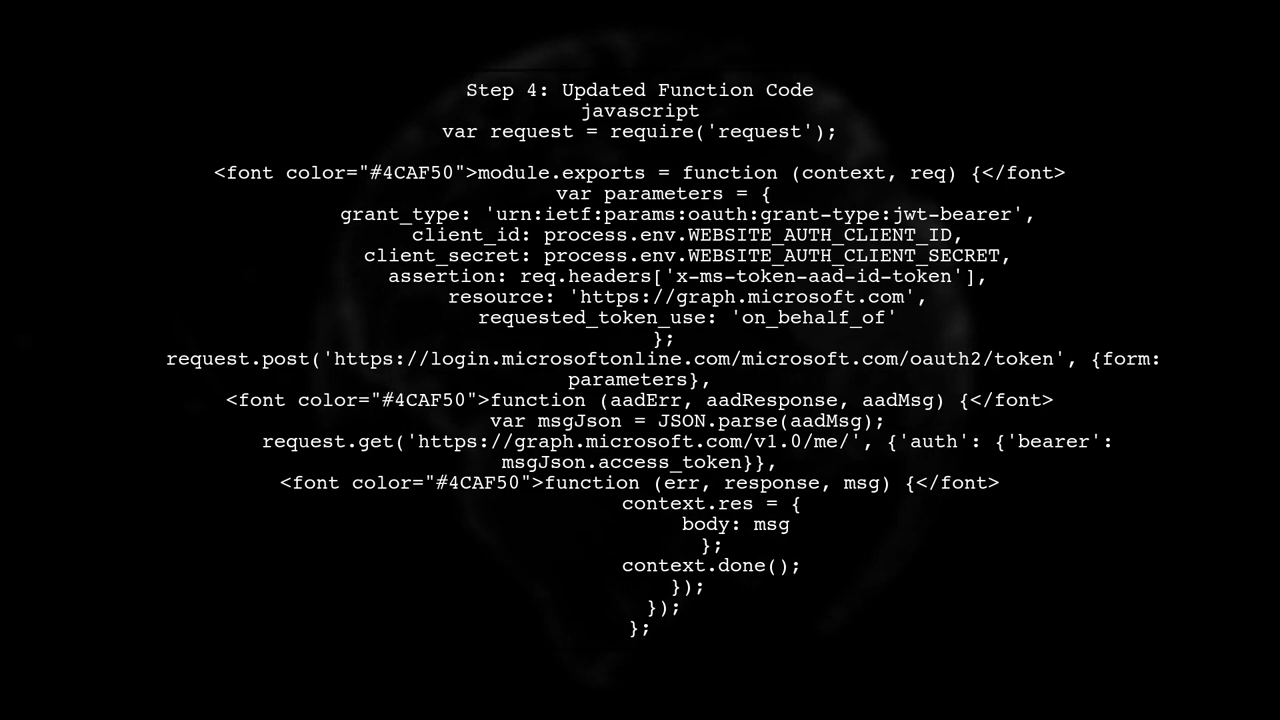 Step 4: Updated Function Code
javascript
var request = require('request');
<font color="#4CAF50">module.exports = function (context, req) {</font>
var parameters = {
grant_type: 'urn:ietf:params:oauth:grant-type:jwt-bearer',
client_id: process.env.WEBSITE_AUTH_CLIENT_ID,
client_secret: process.env.WEBSITE_AUTH_CLIENT_SECRET,
assertion: req.headers['x-ms-token-aad-id-token'],
resource: 'https://graph.microsoft.com',
requested_token_use: 'on_behalf_of'
};
request.post('https://login.microsoftonline.com/microsoft.com/oauth2/token', {form:
parameters},
<font color="#4CAF50">function (aadErr, aadResponse, aadMsg) {</font>
var msgJson = JSON.parse(aadMsg);
request.get('https://graph.microsoft.com/v1.0/me/', {'auth': {'bearer':
msgJson.access_token}},
<font color="#4CAF50">function (err, response, msg) {</font>
context.res = {
body: msg
};
context.done();
});
});
};